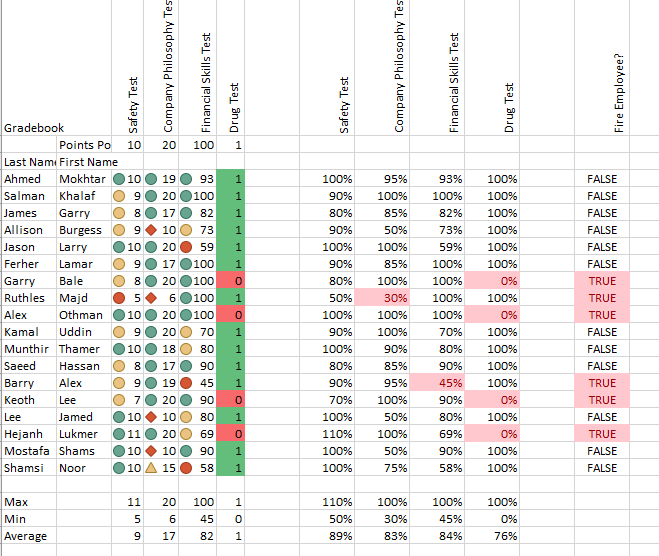 Gradebook Safety Test Company Philosophy Tes Financial Skills Test Drug Test Safety Test Company Philosophy Tes Financial Skills Test Drug Test Fire Employee?
Points Po 10 20 100 1
Last Nam First Name
Ahmed Mokhtar 10 19 93 1 100% 95% 93% 100% FALSE
Salman Khalaf 9 20 100 1 90% 100% 100% 100% FALSE
James Garry 8 17 82 1 80% 85% 82% 100% FALSE
Allison Burgess 9 10 73 1 90% 50% 73% 100% FALSE
Jason Larry 10 20 59 1 100% 100% 59% 100% FALSE
Ferher Lamar 9 17 100 1 90% 85% 100% 100% FALSE
Garry Bale 8 20 100 0 80% 100% 100% 0% TRUE
Ruthles Majd 5 6 100 1 50% 30% 100% 100% TRUE
Alex Othman 10 20 100 0 100% 100% 100% 0% TRUE
Kamal Uddin 9 20 70 1 90% 100% 70% 100% FALSE
Munthir Thamer 10 18 80 1 100% 90% 80% 100% FALSE
Saeed Hassan 8 17 90 1 80% 85% 90% 100% FALSE
Barry Alex 9 19 45 1 90% 95% 45% 100% TRUE
Keoth Lee 7 20 90 0 70% 100% 90% 0% TRUE
Lee Jamed 10 10 80 1 100% 50% 80% 100% FALSE
Hejanh Lukmer 11 20 69 0 110% 100% 69% 0% TRUE
Mostafa Shams 10 10 90 1 100% 50% 90% 100% FALSE
Shamsi Noor 10 15 58 1 100% 75% 58% 100% FALSE
Max 11 20 100 1 110% 100% 100% 100%
Min 5 6 45 0 50% 30% 45% 0%
Average 9 17 82 1 89% 83% 84% 76%